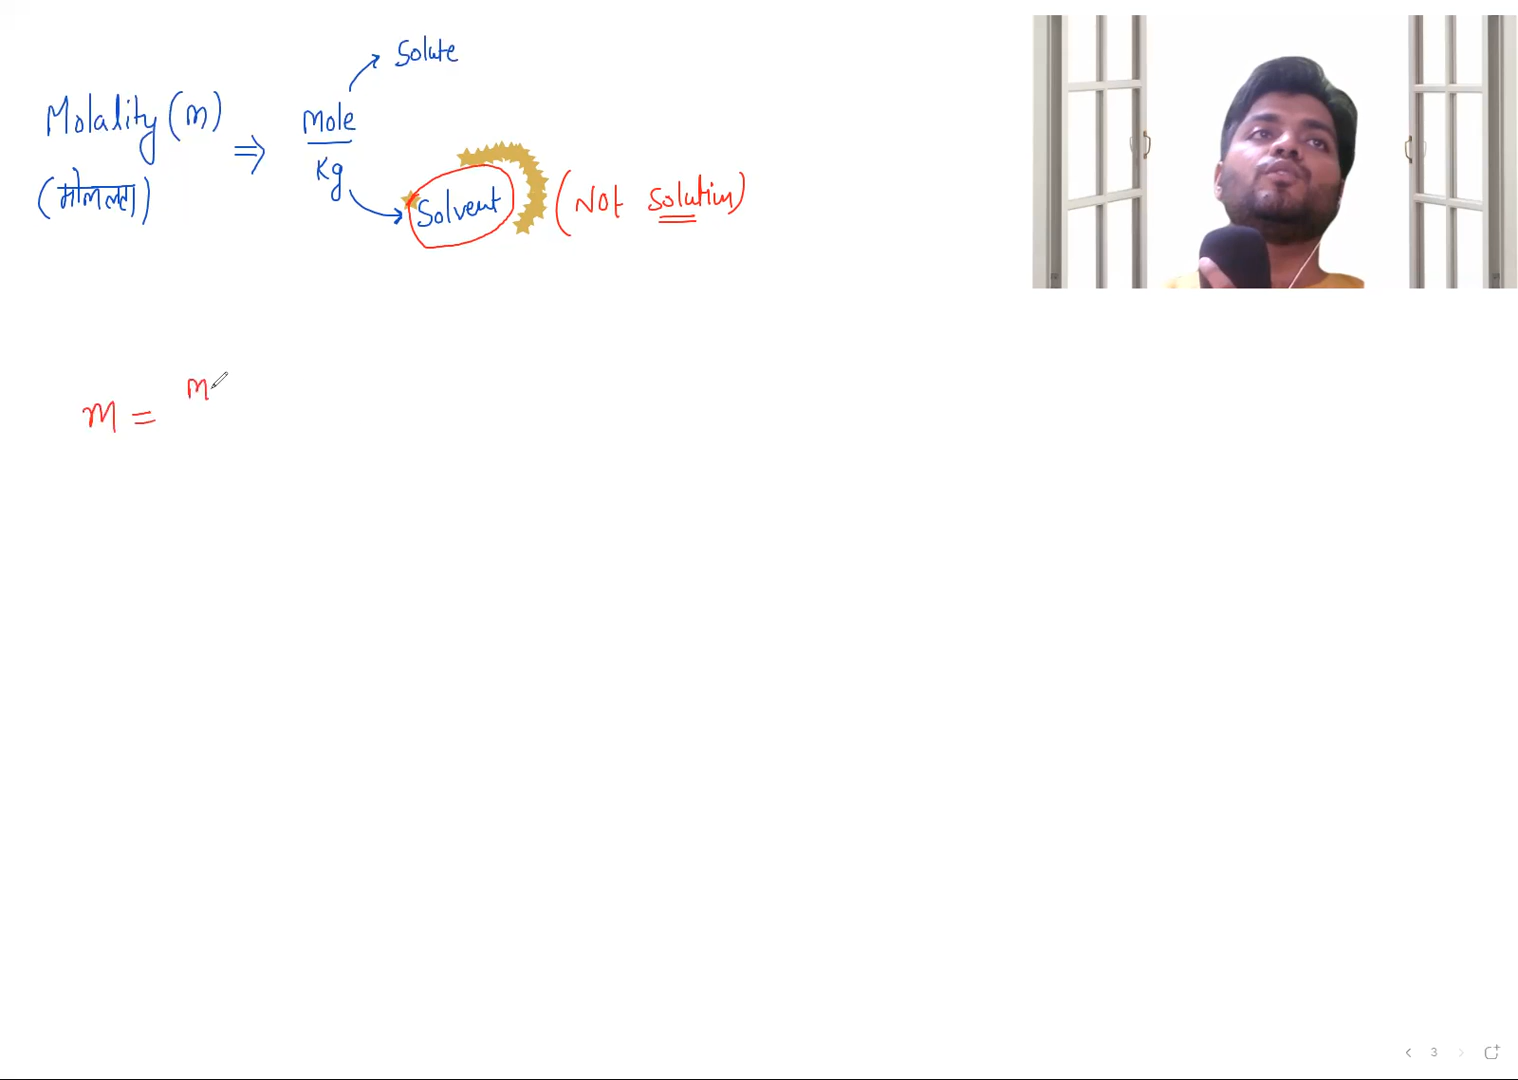 Solute
Molality (m) ⇒ Mole
Kg
(मोललता) Solvent (Not Solution)
m = m
3